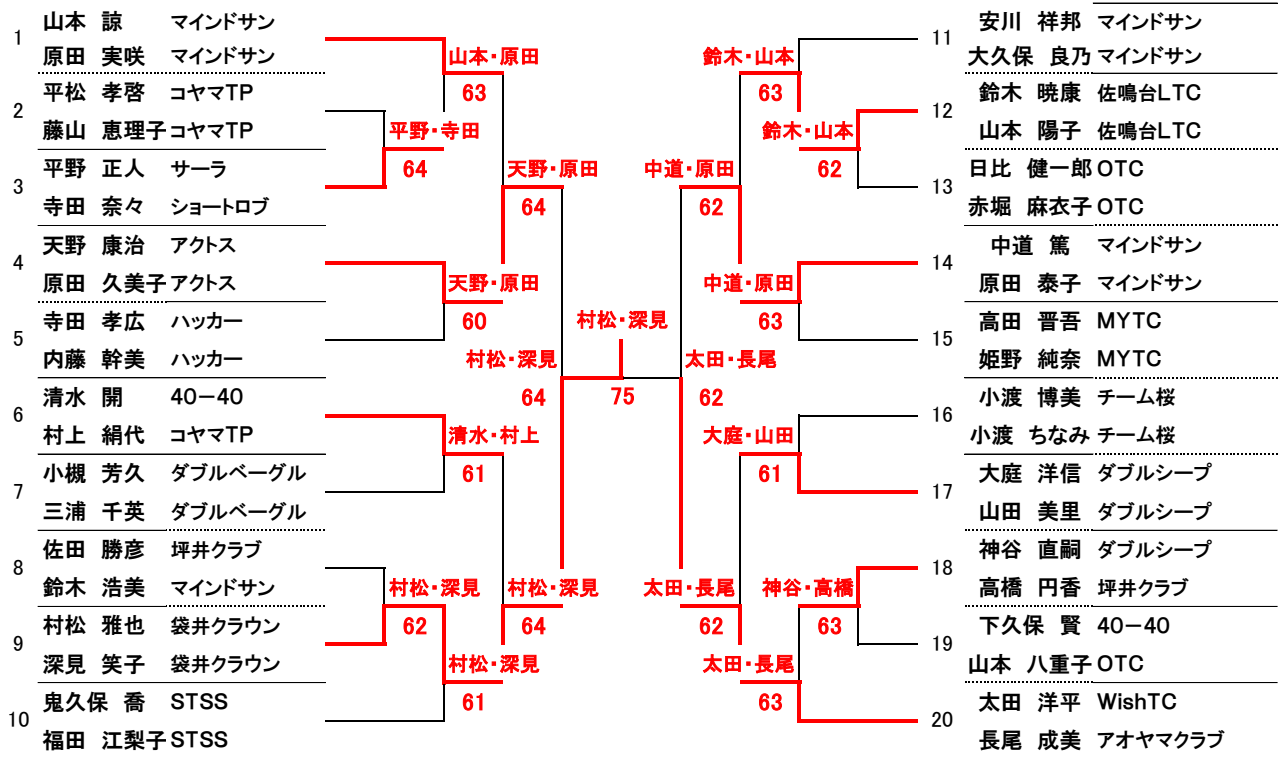 1
山本 諒 マインドサン
原田 実咲 マインドサン
2
平松 孝啓 コヤマTP
藤山 恵理子 コヤマTP
3
平野 正人 サーラ
寺田 奈々 ショートロブ
4
天野 康治 アクトス
原田 久美子 アクトス
5
寺田 孝広 ハッカー
内藤 幹美 ハッカー
6
清水 開 40−40
村上 絹代 コヤマTP
7
小槻 芳久 ダブルベーグル
三浦 千英 ダブルベーグル
8
佐田 勝彦 坪井クラブ
鈴木 浩美 マインドサン
9
村松 雅也 袋井クラウン
深見 笑子 袋井クラウン
10
鬼久保 喬 STSS
福田 江梨子 STSS
平野・寺田
64
村松・深見
62
山本・原田
63
天野・原田
60
清水・村上
61
村松・深見
61
天野・原田
64
村松・深見
64
村松・深見
64
村松・深見
75
太田・長尾
62
中道・原田
62
太田・長尾
62
鈴木・山本
63
中道・原田
63
大庭・山田
61
太田・長尾
63
鈴木・山本
62
神谷・高橋
63
11
安川 祥邦 マインドサン
大久保 良乃 マインドサン
12
鈴木 暁康 佐鳴台LTC
山本 陽子 佐鳴台LTC
13
日比 健一郎 OTC
赤堀 麻衣子 OTC
14
中道 篤 マインドサン
原田 泰子 マインドサン
15
高田 晋吾 MYTC
姫野 純奈 MYTC
16
小渡 博美 チーム桜
小渡 ちなみ チーム桜
17
大庭 洋信 ダブルシープ
山田 美里 ダブルシープ
18
神谷 直嗣 ダブルシープ
高橋 円香 坪井クラブ
19
下久保 賢 40−40
山本 八重子 OTC
20
太田 洋平 WishTC
長尾 成美 アオヤマクラブ